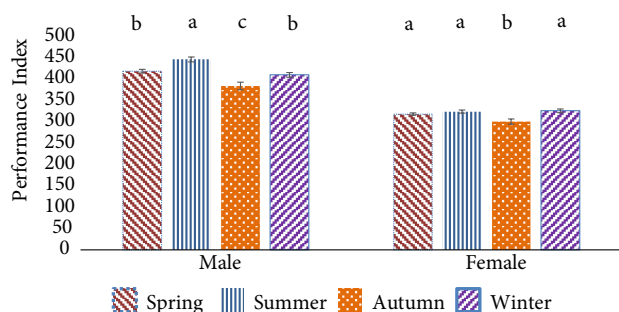 b a c b a a b a
Performance Index
500
450
400
350
300
250
200
150
100
50
0
Male Female
Spring Summer Autumn Winter